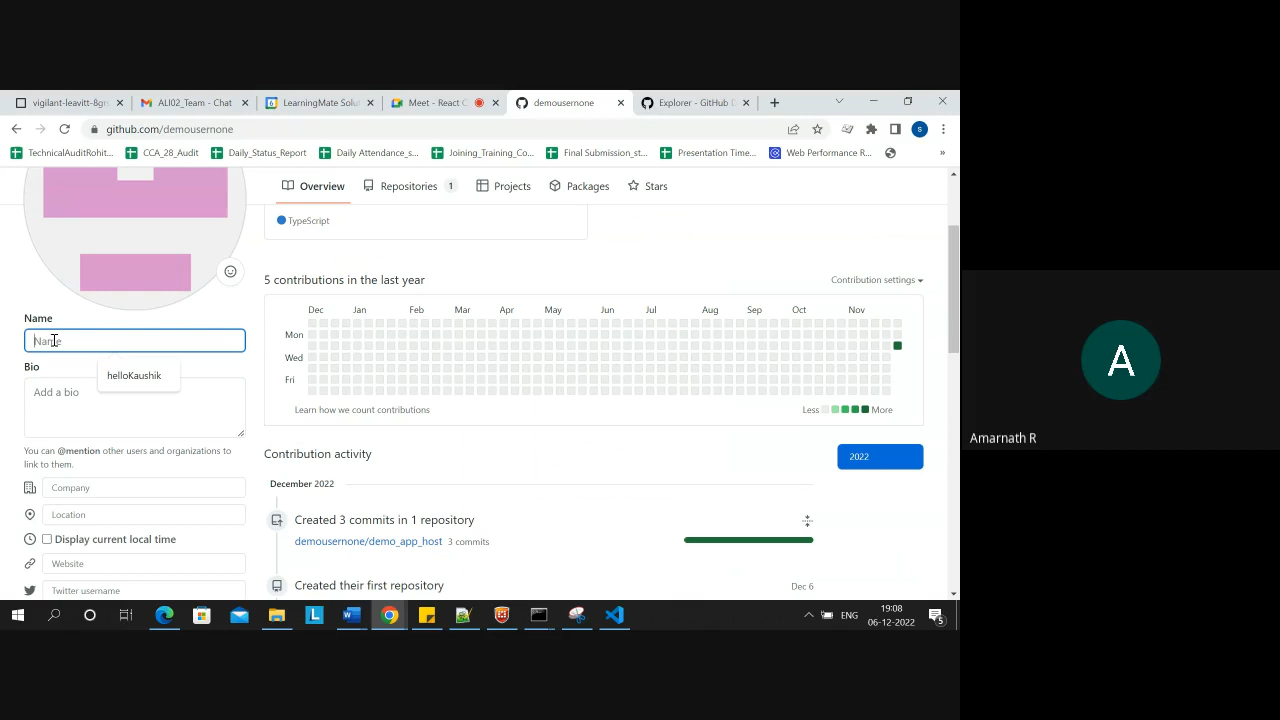 vigilant-leavitt-8gn
ALI02_Team - Chat
LearningMate Solu
Meet - React C
demousernone
Explorer - GitHub D
github.com/demousernone
S
TechnicalAuditRohit...
CCA_28_Audit
Daily_Status_Report
Daily Attendance_s...
Joining_Training_Co...
Final Submission_st...
Presentation Time...
Web Performance R...
»
Overview
Repositories 1
Projects
Packages
Stars
TypeScript
5 contributions in the last year
Contribution settings
Dec Jan Feb Mar Apr May Jun Jul Aug Sep Oct Nov
Mon
Wed
Fri
Learn how we count contributions
Less More
Name
Name
helloKaushik
Bio
Add a bio
You can @mention other users and organizations to
link to them.
Company
Location
Display current local time
Website
Twitter username
Contribution activity
2022
December 2022
Created 3 commits in 1 repository
demousernone/demo_app_host 3 commits
Created their first repository
Dec 6
L
ENG
19:08
06-12-2022
5
A
Amarnath R